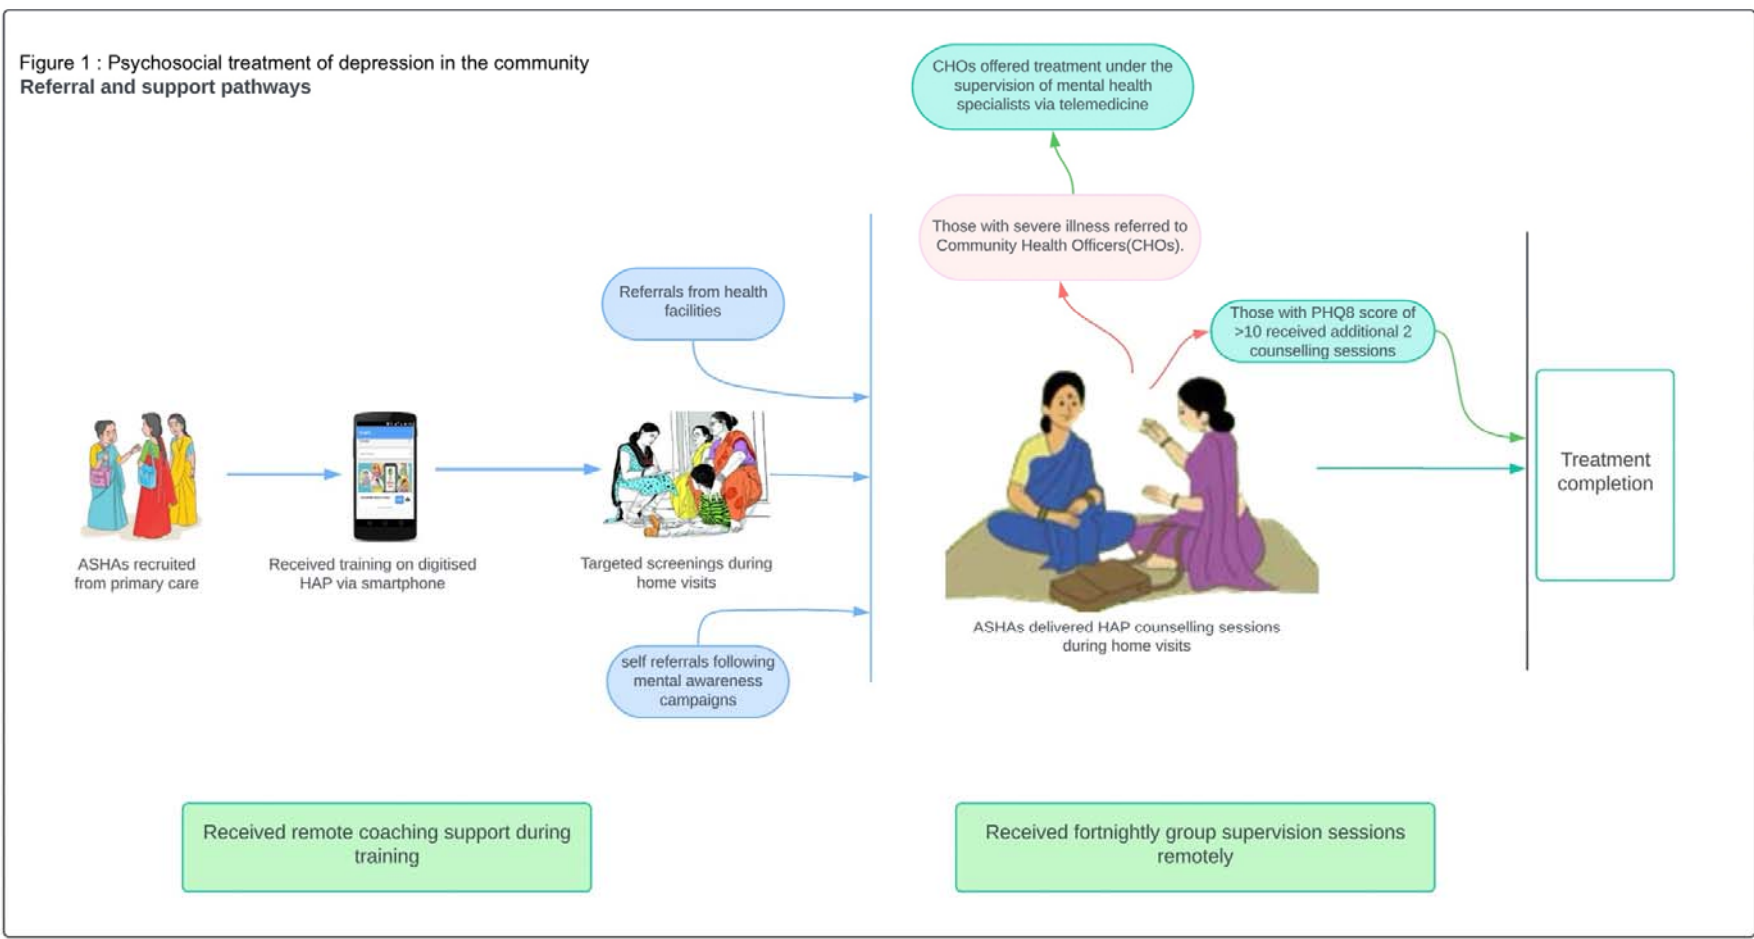 Figure 1 : Psychosocial treatment of depression in the community
Referral and support pathways
CHOs offered treatment under the
supervision of mental health
specialists via telemedicine
Those with severe illness referred to
Community Health Officers(CHOs).
Referrals from health
facilities
Those with PHQ8 score of
>10 received additional 2
counselling sessions
Treatment
completion
ASHAs recruited
from primary care
Received training on digitised
HAP via smartphone
Targeted screenings during
home visits
ASHAs delivered HAP counselling sessions
during home visits
self referrals following
mental awareness
campaigns
Received remote coaching support during
training
Received fortnightly group supervision sessions
remotely